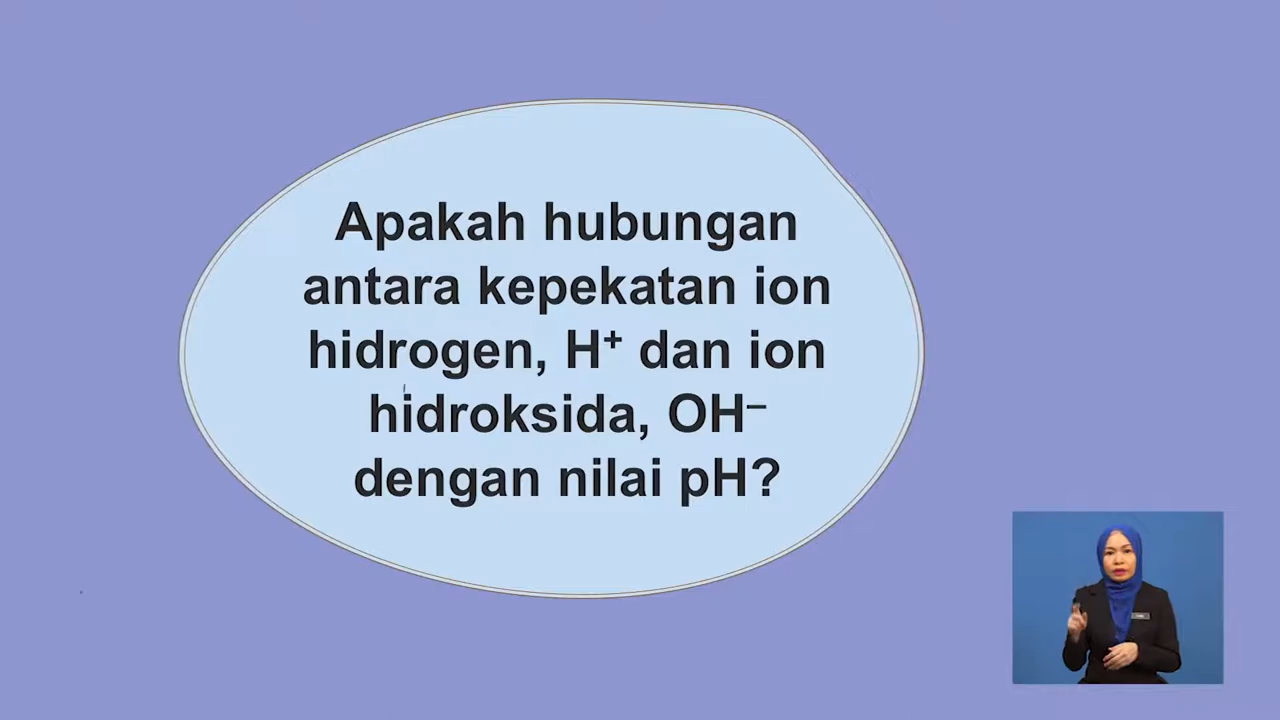 Apakah hubungan
antara kepekatan ion
hidrogen, H⁺ dan ion
hidroksida, OH⁻
dengan nilai pH?